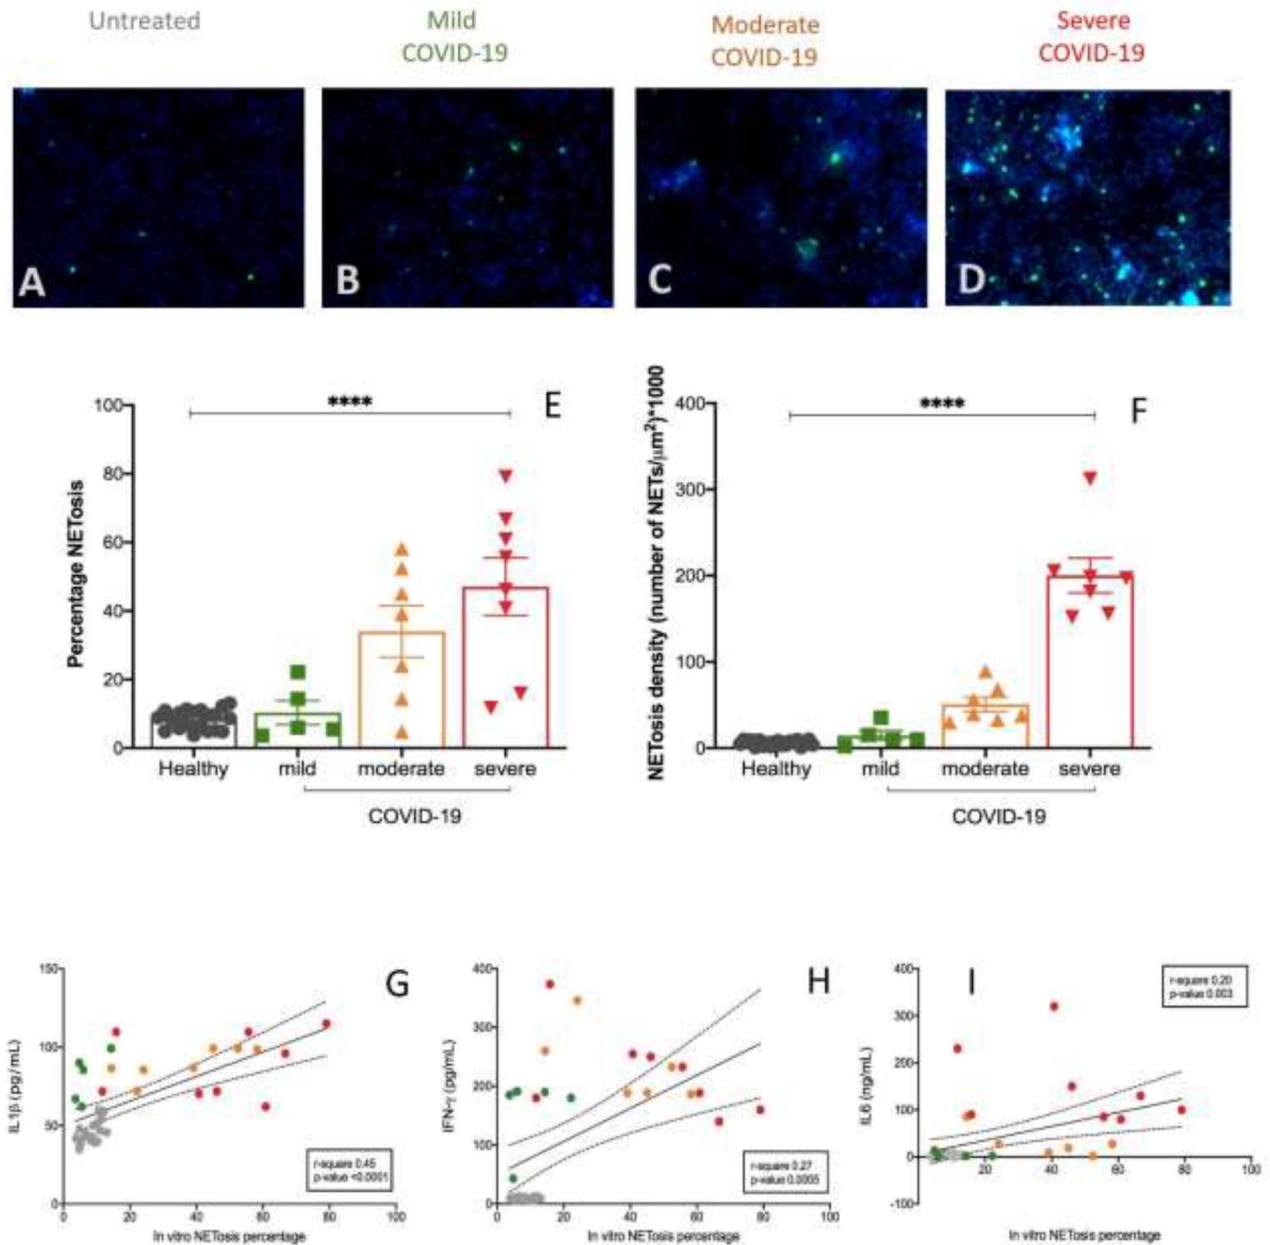 Untreated
Mild
COVID-19
Moderate
COVID-19
Severe
COVID-19
A
B
C
D
E
****
Percentage NETosis
100
80
60
40
20
0
Healthy mild moderate severe
COVID-19
F
****
NETosis density (number of NETs/μm²)*1000
400
300
200
100
0
Healthy mild moderate severe
COVID-19
G
IL1β (pg/mL)
150
100
50
0
r-square 0.45
p-value <0.0001
0 20 40 60 80 100
In vitro NETosis percentage
H
IFN-γ (pg/mL)
400
300
200
100
0
r-square 0.27
p-value 0.0005
0 20 40 60 80 100
In vitro NETosis percentage
I
IL6 (ng/mL)
400
300
200
100
0
-100
r-square 0.20
p-value 0.003
20 40 60 80 100
In vitro NETosis percentage